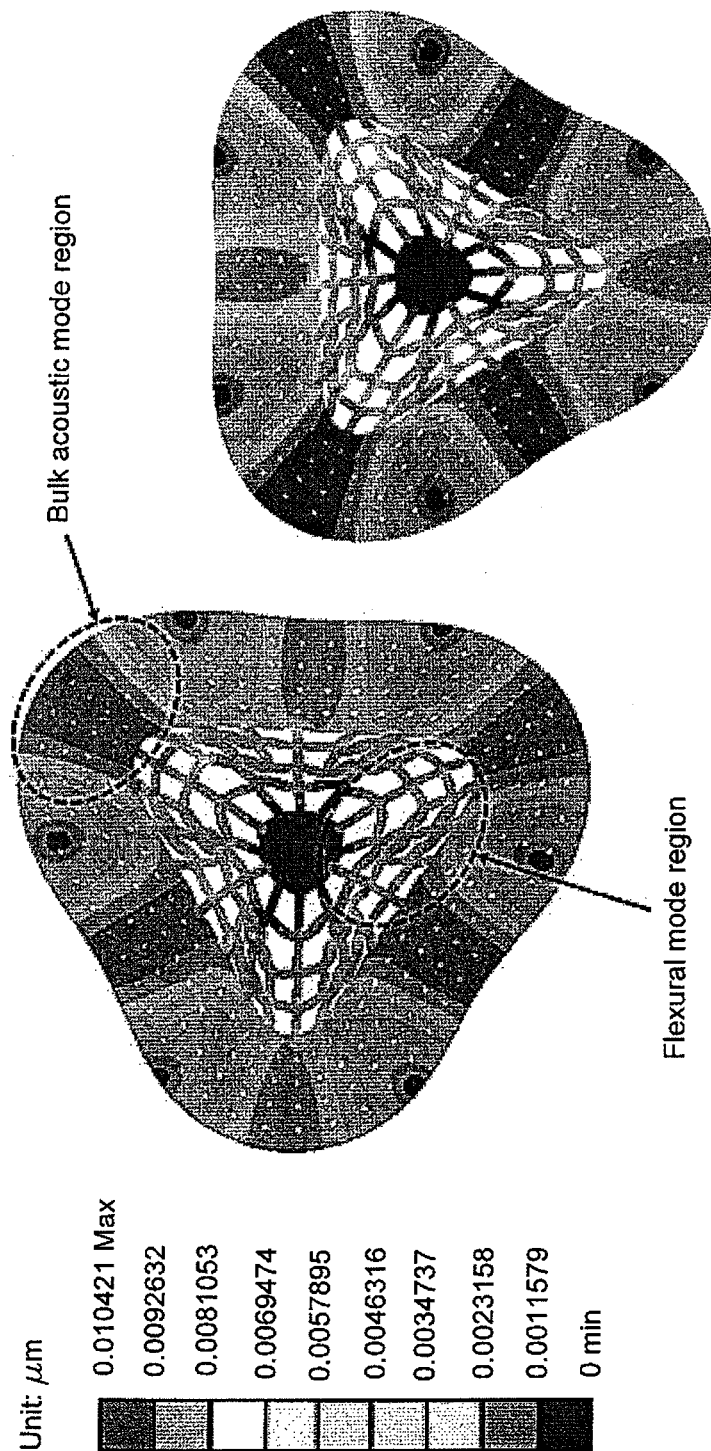 Unit: μm
0.010421 Max
0.0092632
0.0081053
0.0069474
0.0057895
0.0046316
0.0034737
0.0023158
0.0011579
0 min
Bulk acoustic mode region
Flexural mode region